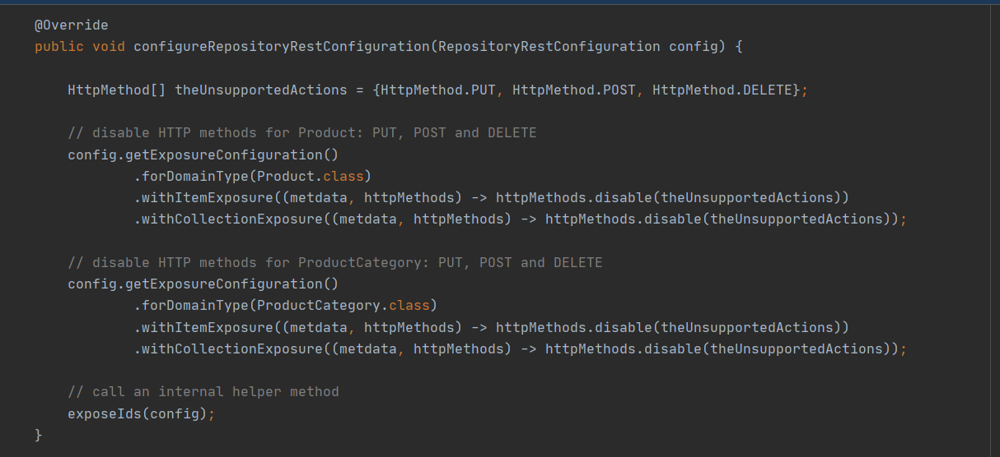 @Override
public void configureRepositoryRestConfiguration(RepositoryRestConfiguration config) {
HttpMethod[] theUnsupportedActions = {HttpMethod.PUT, HttpMethod.POST, HttpMethod.DELETE};
// disable HTTP methods for Product: PUT, POST and DELETE
config.getExposureConfiguration()
.forDomainType(Product.class)
.withItemExposure((metdata, httpMethods) -> httpMethods.disable(theUnsupportedActions))
.withCollectionExposure((metdata, httpMethods) -> httpMethods.disable(theUnsupportedActions));
// disable HTTP methods for ProductCategory: PUT, POST and DELETE
config.getExposureConfiguration()
.forDomainType(ProductCategory.class)
.withItemExposure((metdata, httpMethods) -> httpMethods.disable(theUnsupportedActions))
.withCollectionExposure((metdata, httpMethods) -> httpMethods.disable(theUnsupportedActions));
// call an internal helper method
exposeIds(config);
}